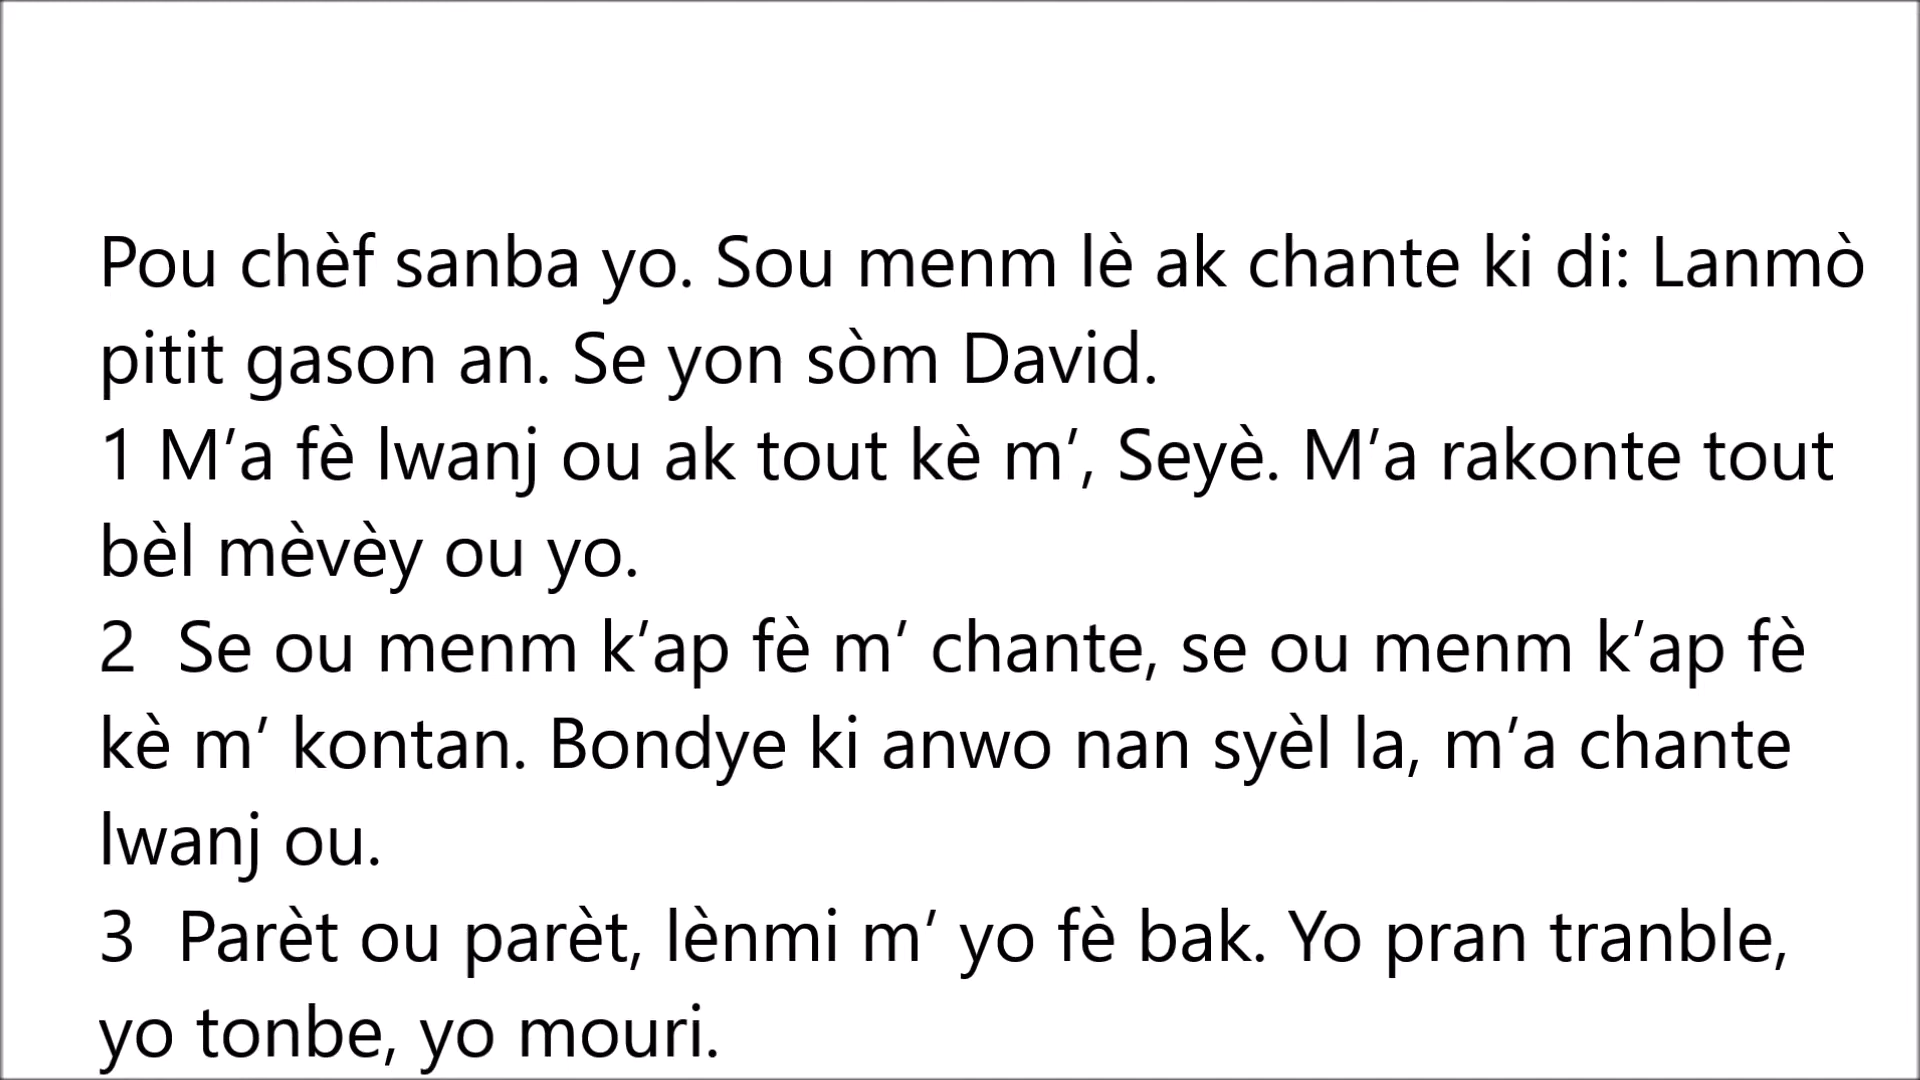 Pou chèf sanba yo. Sou menm lè ak chante ki di: Lanmò
pitit gason an. Se yon sòm David.
1 M’a fè lwanj ou ak tout kè m’, Seyè. M’a rakonte tout
bèl mèvèy ou yo.
2  Se ou menm k’ap fè m’ chante, se ou menm k’ap fè
kè m’ kontan. Bondye ki anwo nan syèl la, m’a chante
lwanj ou.
3  Parèt ou parèt, lènmi m’ yo fè bak. Yo pran tranble,
yo tonbe, yo mouri.